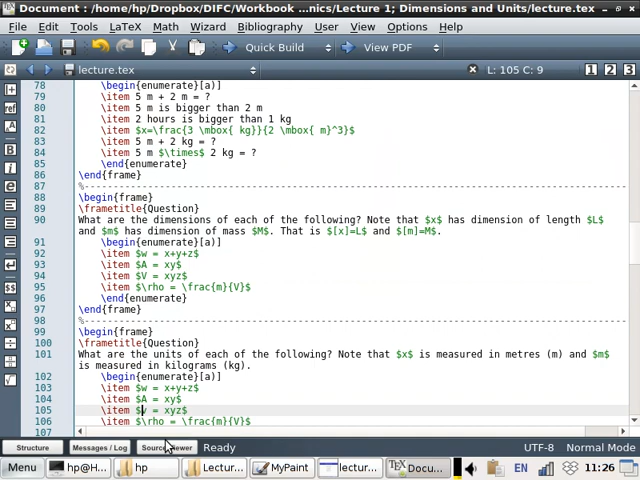 Document : /home/hp/Dropbox/DIFC/Workbook ...nics/Lecture 1; Dimensions and Units/lecture.tex
File Edit Tools LaTeX Math Wizard Bibliography User View Options Help
Quick Build View PDF
lecture.tex L: 105 C: 9 1 2 3
78 \begin{enumerate}[a)]
79 \item 5 m + 2 m = ?
80 \item 5 m is bigger than 2 m
81 \item 2 hours is bigger than 1 kg
82 \item $x=\frac{3 \mbox{ kg}}{2 \mbox{ m}^3}$
83 \item 5 m + 2 kg = ?
84 \item 5 m $\times$ 2 kg = ?
85 \end{enumerate}
86 \end{frame}
87 %
88 \begin{frame}
89 \frametitle{Question}
90 What are the dimensions of each of the following? Note that $x$ has dimension of length $L$
and $m$ has dimension of mass $M$. That is $[x]=L$ and $[m]=M$.
91 \begin{enumerate}[a)]
92 \item $w = x+y+z$
93 \item $A = xy$
94 \item $V = xyz$
95 \item $\rho = \frac{m}{V}$
96 \end{enumerate}
97 \end{frame}
98 %
99 \begin{frame}
100 \frametitle{Question}
101 What are the units of each of the following? Note that $x$ is measured in metres (m) and $m$
is measured in kilograms (kg).
102 \begin{enumerate}[a)]
103 \item $w = x+y+z$
104 \item $A = xy$
105 \item $V = xyz$
106 \item $\rho = \frac{m}{V}$
107
Structure Messages / Log Source Viewer Ready UTF-8 Normal Mode
Menu hp@H... hp Lectur... MyPaint lectur... Docu... EN 11:26